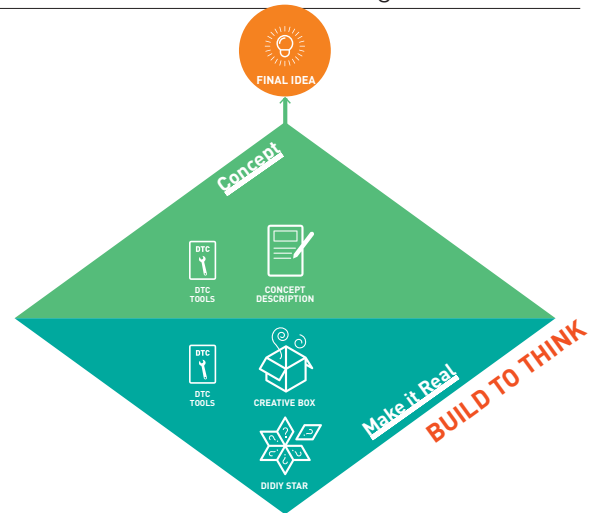 FINAL IDEA
Concept
DTC
DTC
TOOLS
CONCEPT
DESCRIPTION
DTC
DTC
TOOLS
CREATIVE BOX
Make it Real
BUILD TO THINK
?
?
?
?
?
?
DIDIY STAR